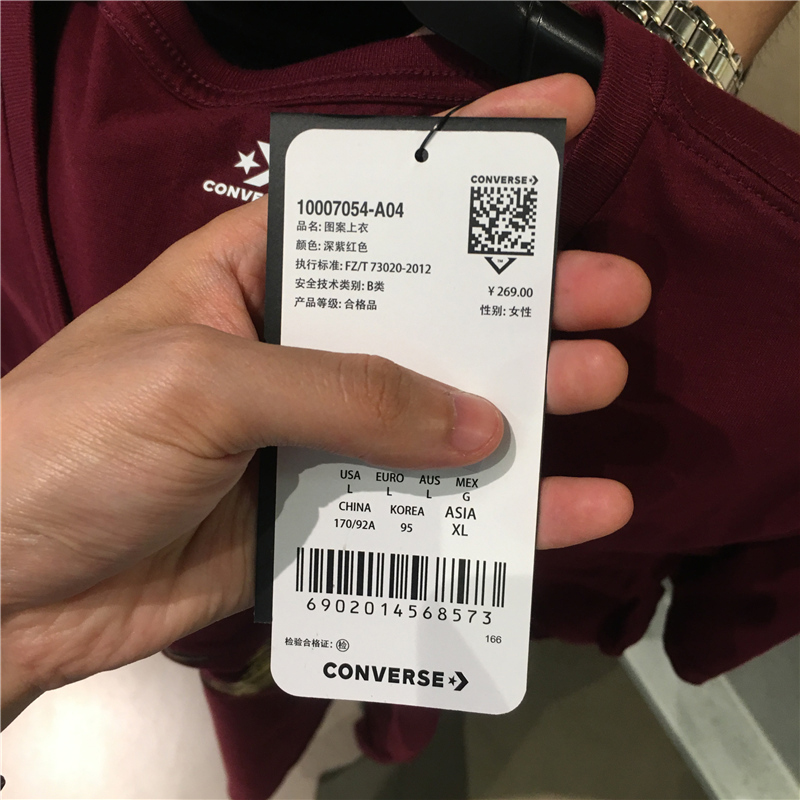 CONVERSE
10007054-A04
品名: 图案上衣
颜色: 深紫红色
执行标准: FZ/T 73020-2012
安全技术类别: B类
产品等级: 合格品
¥ 269.00
性别: 女性
USA EURO AUS MEX
L L L G
CHINA KOREA ASIA
170/92A 95 XL
6902014568573
166
检验合格证: 检
CONVERSE